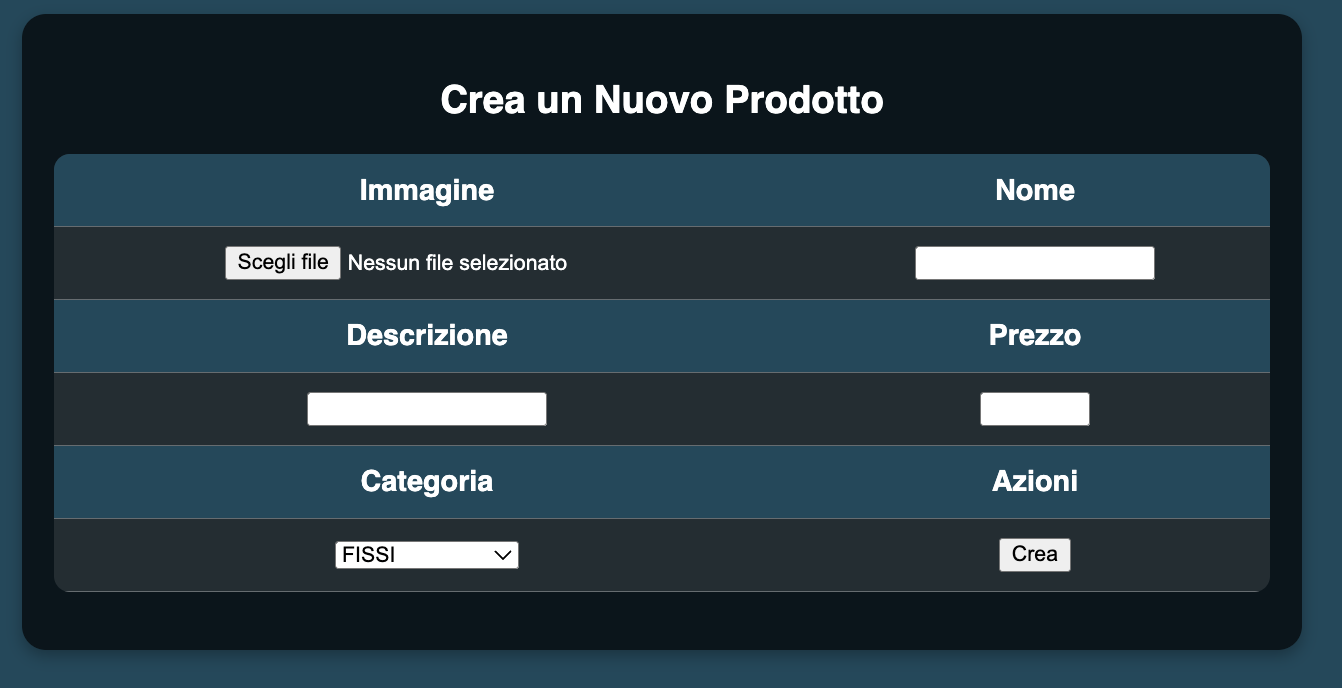 Crea un Nuovo Prodotto
Immagine Nome
Scegli file Nessun file selezionato
Descrizione Prezzo
Categoria Azioni
FISSI Crea